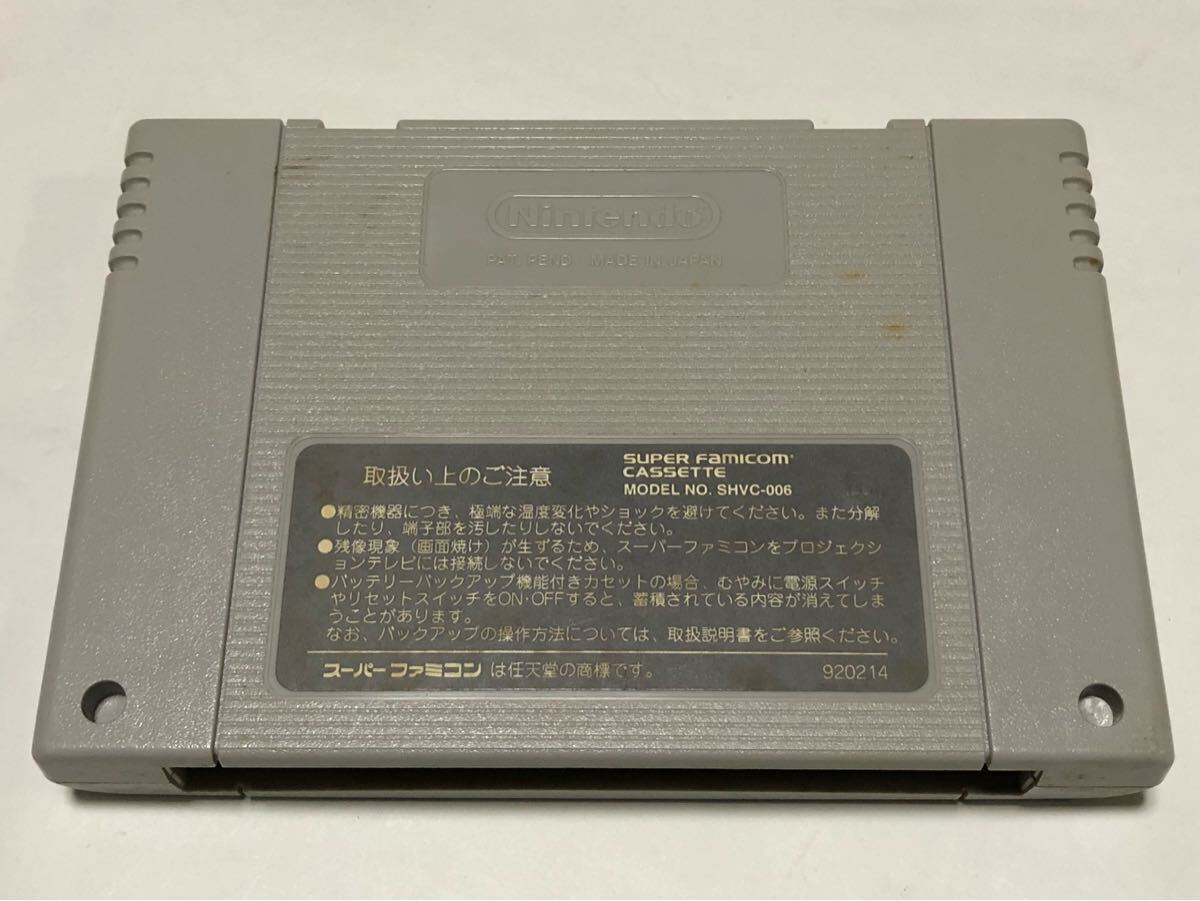 Nintendo
PAT. PEND. MADE IN JAPAN
取扱い上のご注意
SUPER FAMICOM
CASSETTE
MODEL NO. SHVC-006
●精密機器につき、極端な温度変化やショックを避けてください。また分解
したり、端子部を汚したりしないでください。
●残像現象(画面焼け)が生ずるため、スーパーファミコンをプロジェクシ
ョンテレビには接続しないでください。
●バッテリーバックアップ機能付きカセットの場合、むやみに電源スイッチ
やリセットスイッチをON·OFFすると、蓄積されている内容が消えてしま
うことがあります。
なお、バックアップの操作方法については、取扱説明書をご参照ください。
スーパーファミコンは任天堂の商標です。
920214